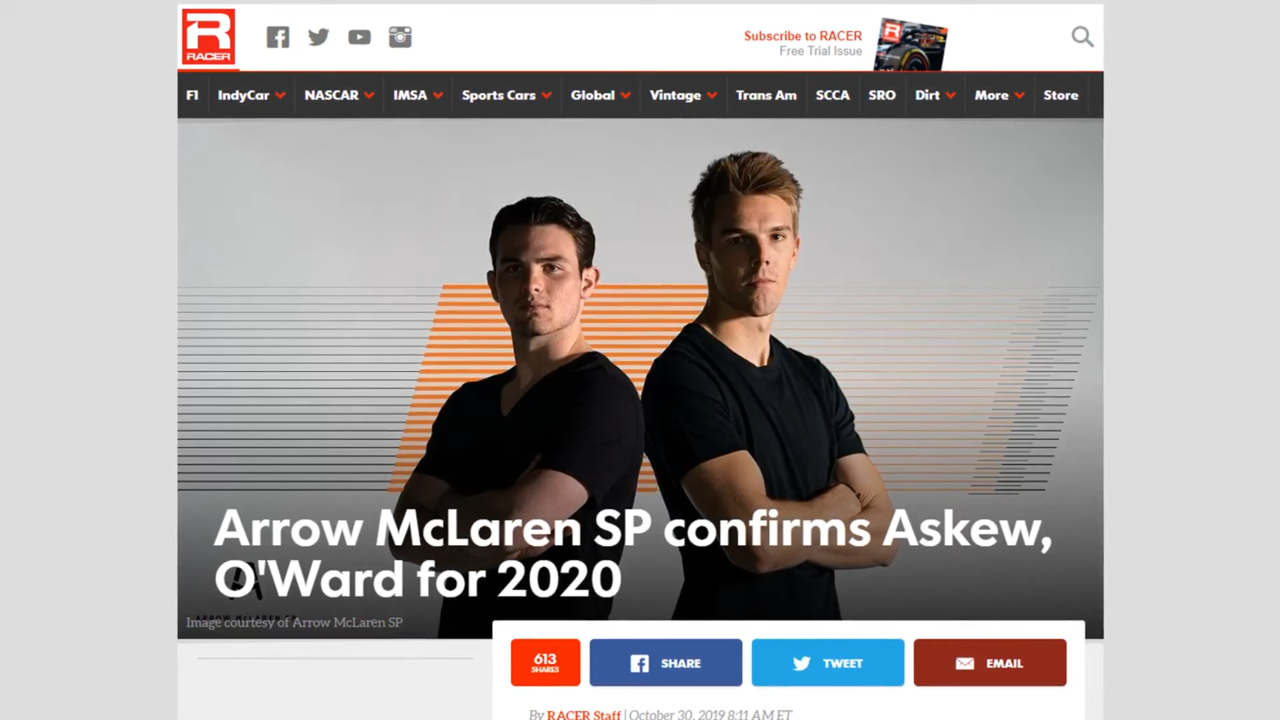 RACER
Subscribe to RACER
Free Trial Issue
F1 IndyCar NASCAR IMSA Sports Cars Global Vintage Trans Am SCCA SRO Dirt More Store
Arrow McLaren SP confirms Askew,
O'Ward for 2020
Image courtesy of Arrow McLaren SP
613
SHARES
SHARE
TWEET
EMAIL
By RACER Staff | October 30, 2019 8:11 AM ET